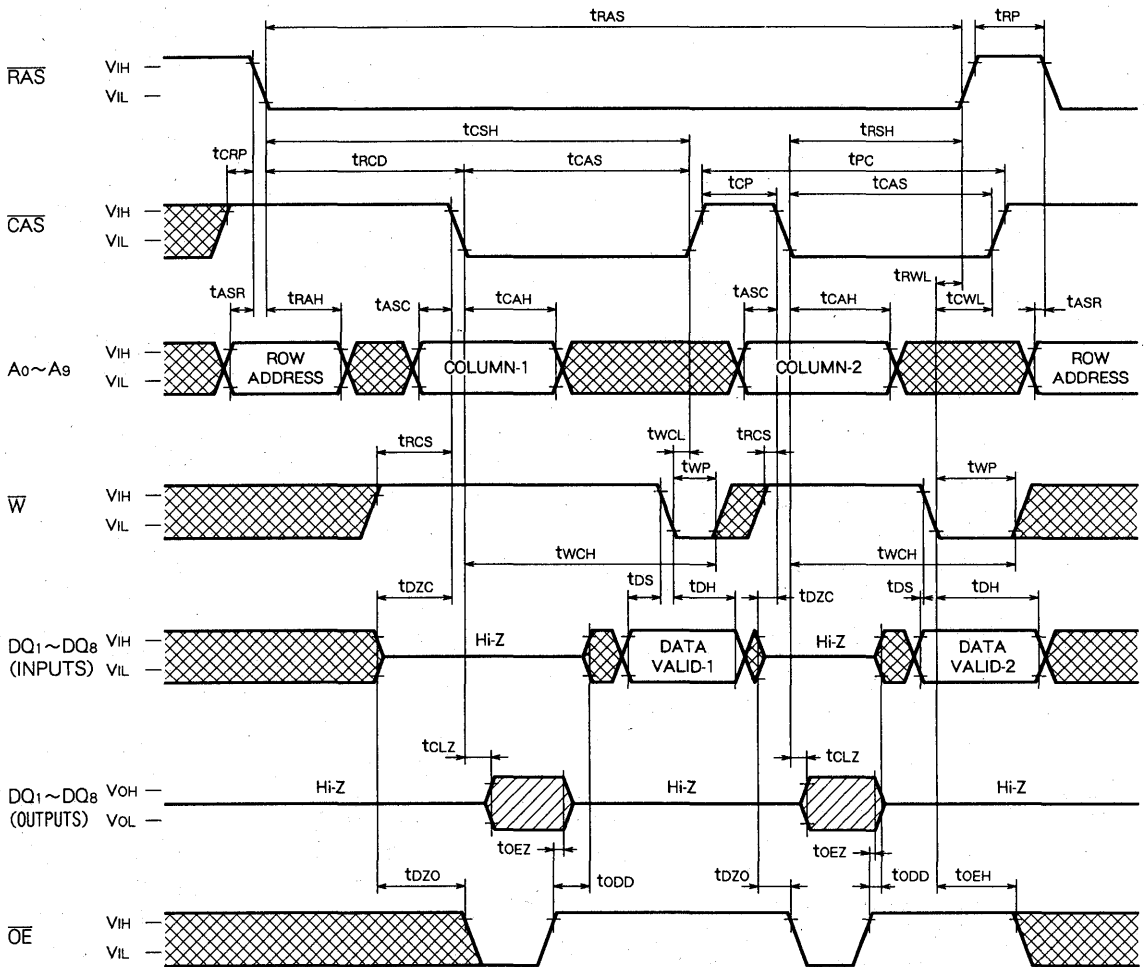 tRAS tRP
RAS VIH
VIL
tCSH tRSH
tCRP tRCD tCAS tPC
tCP tCAS
CAS VIH
VIL
tRWL
tASR tRAH tASC tCAH tASC tCAH tCWL tASR
A0~A9 VIH
VIL
ROW ADDRESS COLUMN-1 COLUMN-2 ROW ADDRESS
tRCS tWCL tRCS
tWP tWP
W VIH
VIL
tWCH tWCH
tDZC tDS tDH tDZC tDS tDH
DQ1~DQ8 (INPUTS) VIH
VIL
Hi-Z DATA VALID-1 Hi-Z DATA VALID-2
tCLZ tCLZ
DQ1~DQ8 (OUTPUTS) VOH
VOL
Hi-Z Hi-Z Hi-Z
tOEZ tOEZ
tDZO tODD tDZO tODD tOEH
OE VIH
VIL